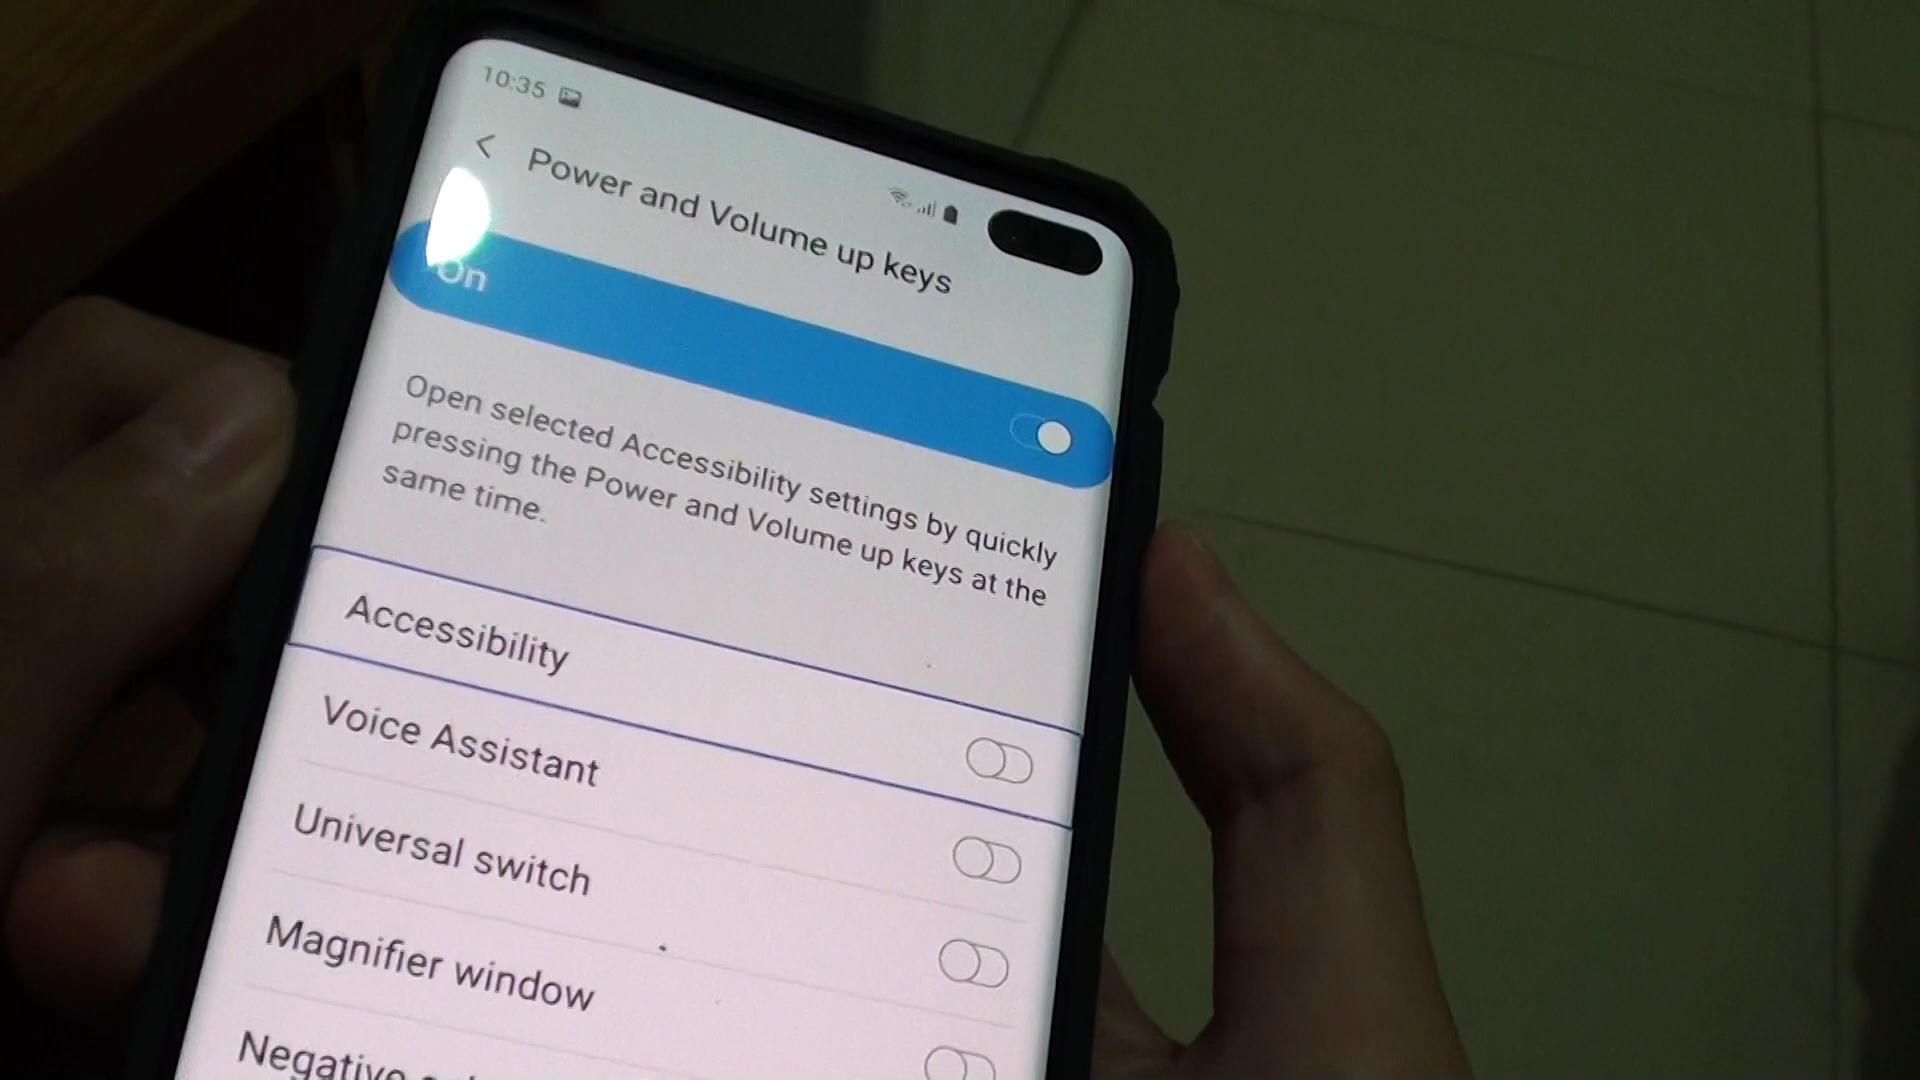 10:35
Power and Volume up keys
On
Open selected Accessibility settings by quickly
pressing the Power and Volume up keys at the
same time.
Accessibility
Voice Assistant
Universal switch
Magnifier window
Negative